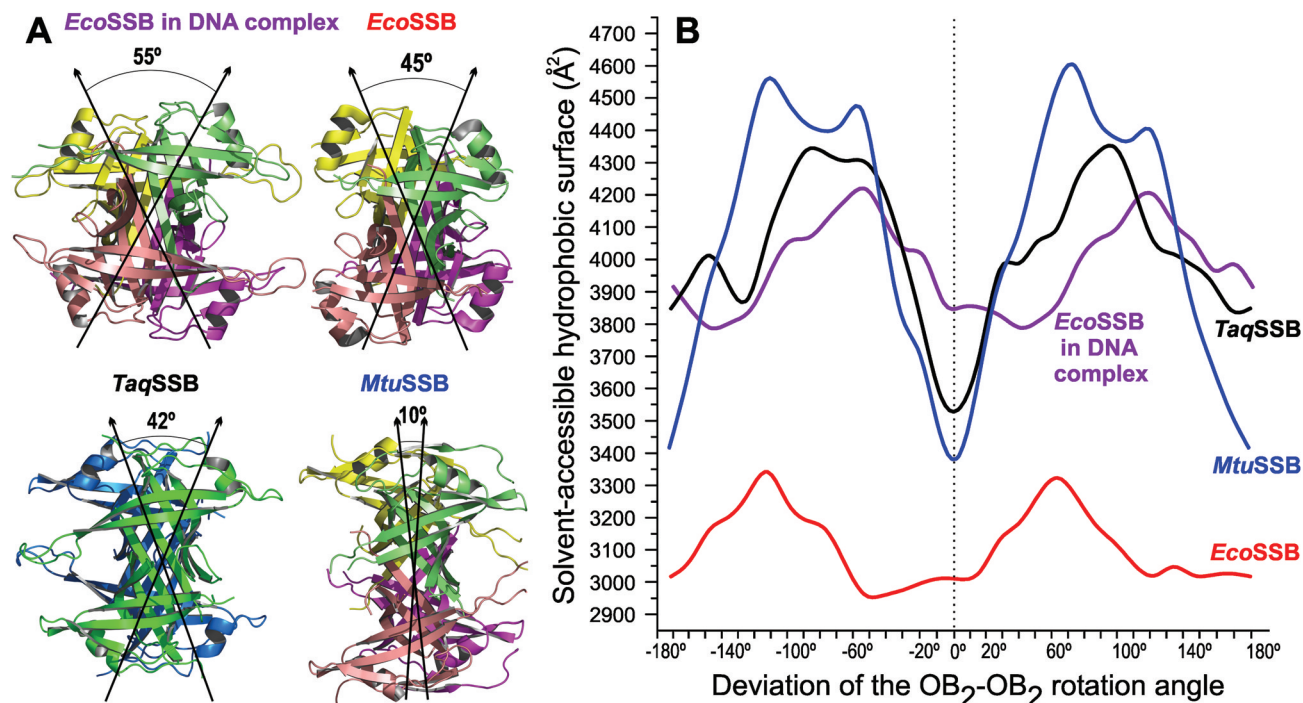 A
EcoSSB in DNA complex
EcoSSB
55º
45º
TaqSSB
MtuSSB
42º
10º
B
Solvent-accessible hydrophobic surface (Å²)
4700
4600
4500
4400
4300
4200
4100
4000
3900
3800
3700
3600
3500
3400
3300
3200
3100
3000
2900
EcoSSB
in DNA
complex
TaqSSB
MtuSSB
EcoSSB
-180º -140º -100º -60º -20º 0º 20º 60º 100º 140º 180º
Deviation of the OB₂-OB₂ rotation angle